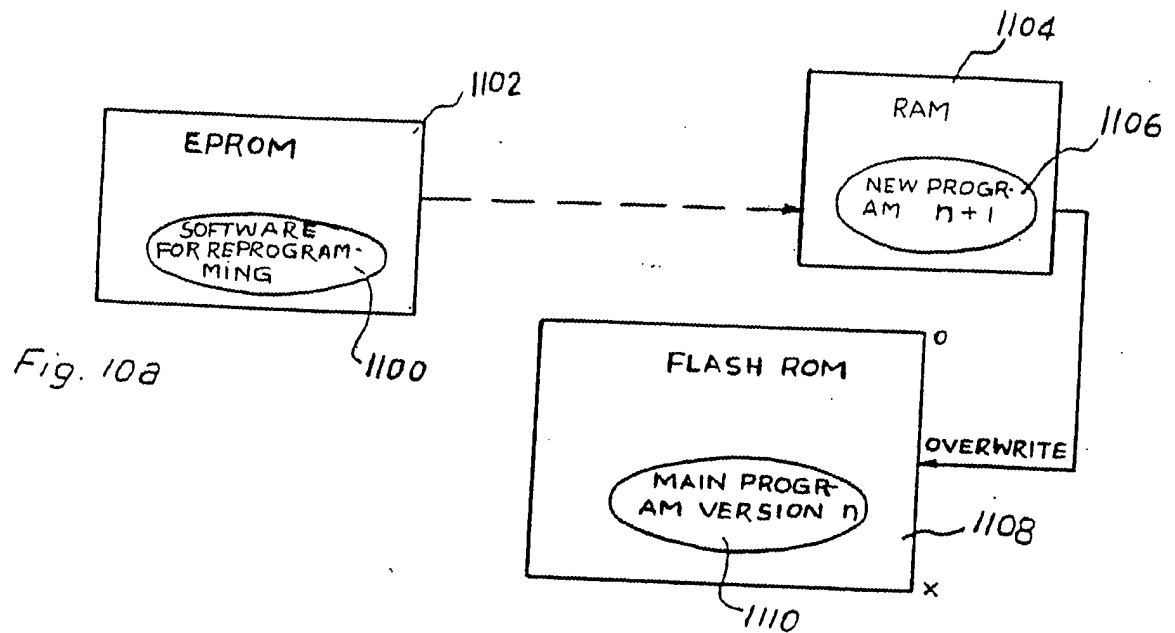 1104
1102
RAM
EPROM
1106
NEW PROGR-
AM n+1
SOFTWARE
FOR REPROGRAM-
MING
1100
Fig. 10a
O
FLASH ROM
OVERWRITE
MAIN PROGR-
AM VERSION n
1108
X
1110